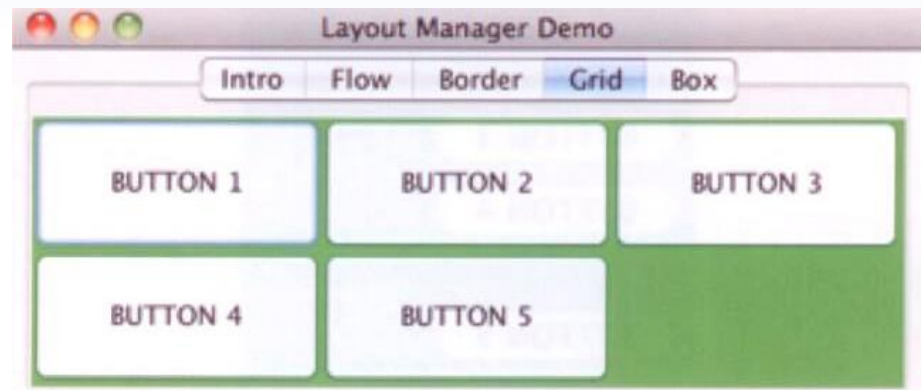 Layout Manager Demo
Intro Flow Border Grid Box
BUTTON 1 BUTTON 2 BUTTON 3
BUTTON 4 BUTTON 5